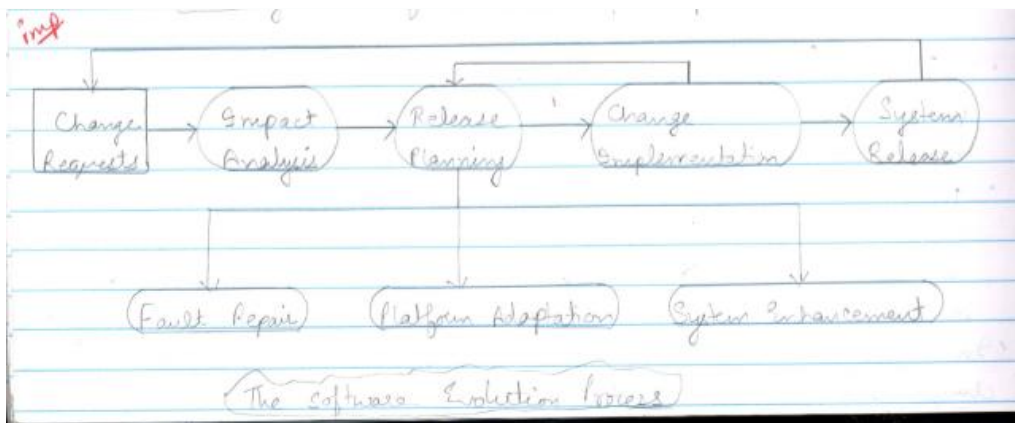 imp
Change
Requests
Impact
Analysis
Release
Planning
Change
Implementation
System
Release
Fault Repair
Platform Adaptation
System Enhancement
The Software Evolution Process